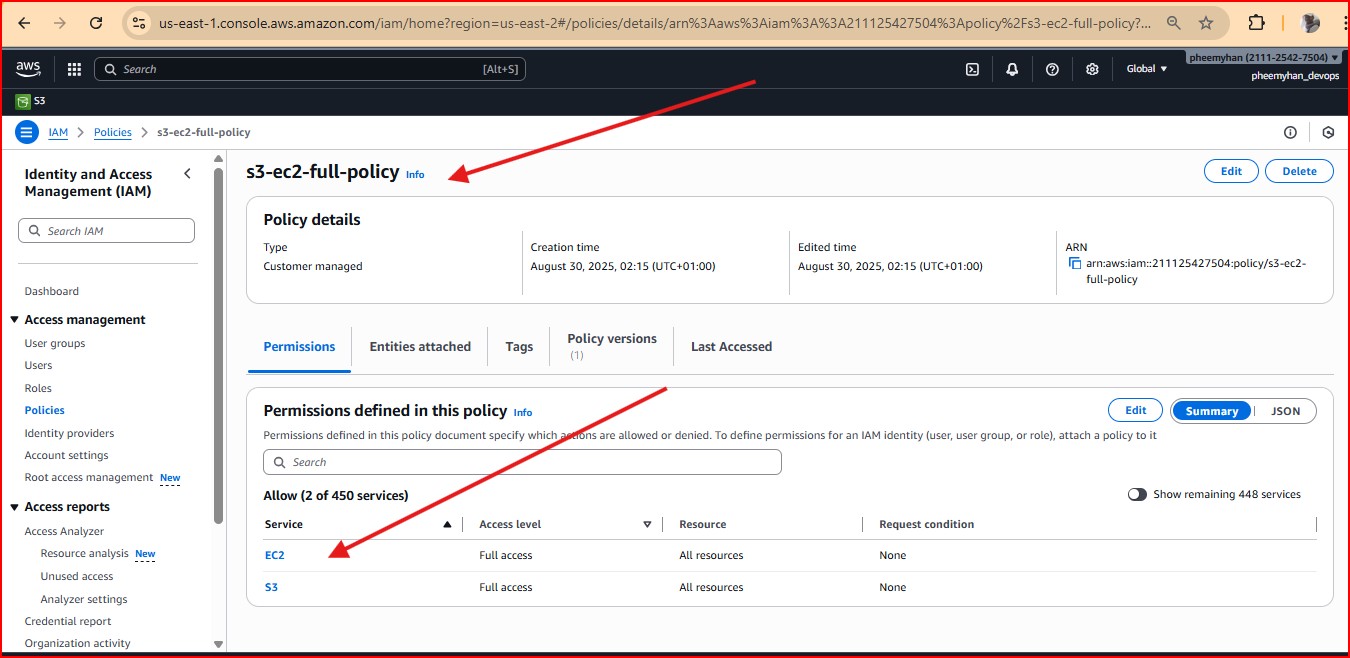 us-east-1.console.aws.amazon.com/iam/home?region=us-east-2#/policies/details/arn%3Aaws%3Aiam%3A%3A211125427504%3Apolicy%2Fs3-ec2-full-policy?...
aws
Search [Alt+S]
Global
pheemyhan (2111-2542-7504)
pheemyhan_devops
S3
IAM > Policies > s3-ec2-full-policy
Identity and Access
Management (IAM)
Search IAM
Dashboard
Access management
User groups
Users
Roles
Policies
Identity providers
Account settings
Root access management New
Access reports
Access Analyzer
Resource analysis New
Unused access
Analyzer settings
Credential report
Organization activity
s3-ec2-full-policy Info
Edit
Delete
Policy details
Type
Customer managed
Creation time
August 30, 2025, 02:15 (UTC+01:00)
Edited time
August 30, 2025, 02:15 (UTC+01:00)
ARN
arn:aws:iam::211125427504:policy/s3-ec2-
full-policy
Permissions
Entities attached
Tags
Policy versions
(1)
Last Accessed
Permissions defined in this policy Info
Edit
Summary
JSON
Permissions defined in this policy document specify which actions are allowed or denied. To define permissions for an IAM identity (user, user group, or role), attach a policy to it
Search
Allow (2 of 450 services)
Show remaining 448 services
Service Access level Resource Request condition
EC2 Full access All resources None
S3 Full access All resources None